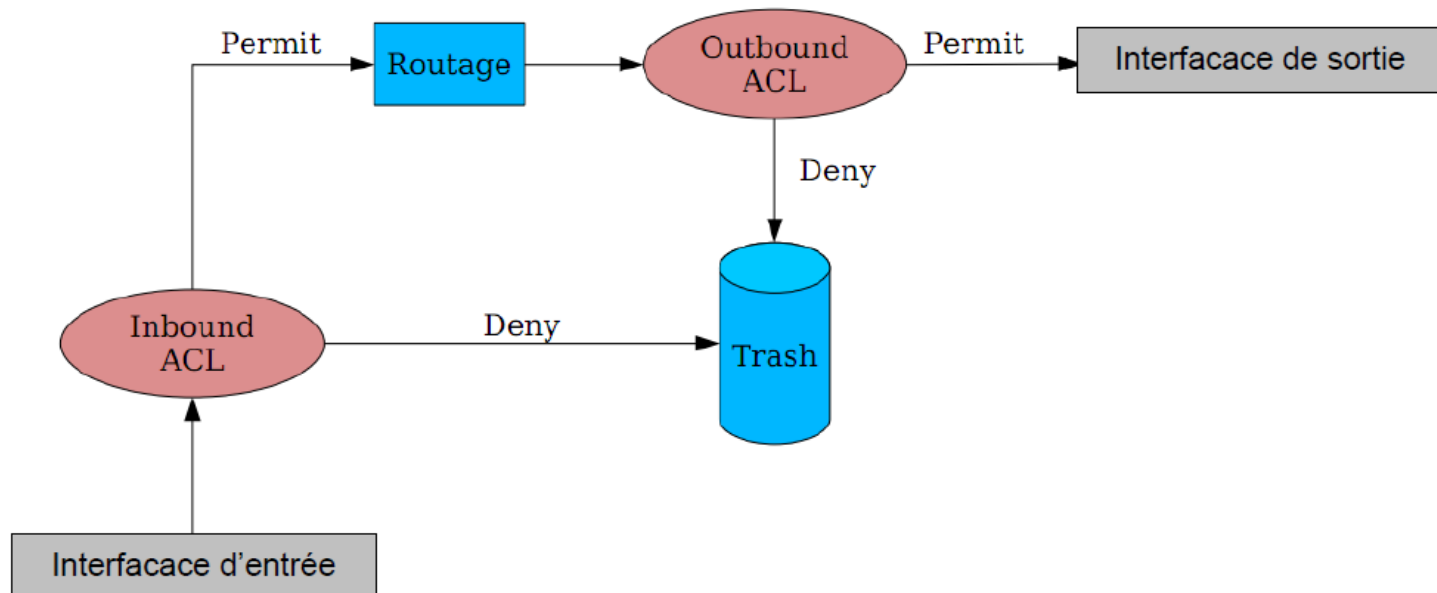 Permit
Routage
Outbound
ACL
Permit
Interfacace de sortie
Deny
Inbound
ACL
Deny
Trash
Interfacace d’entrée